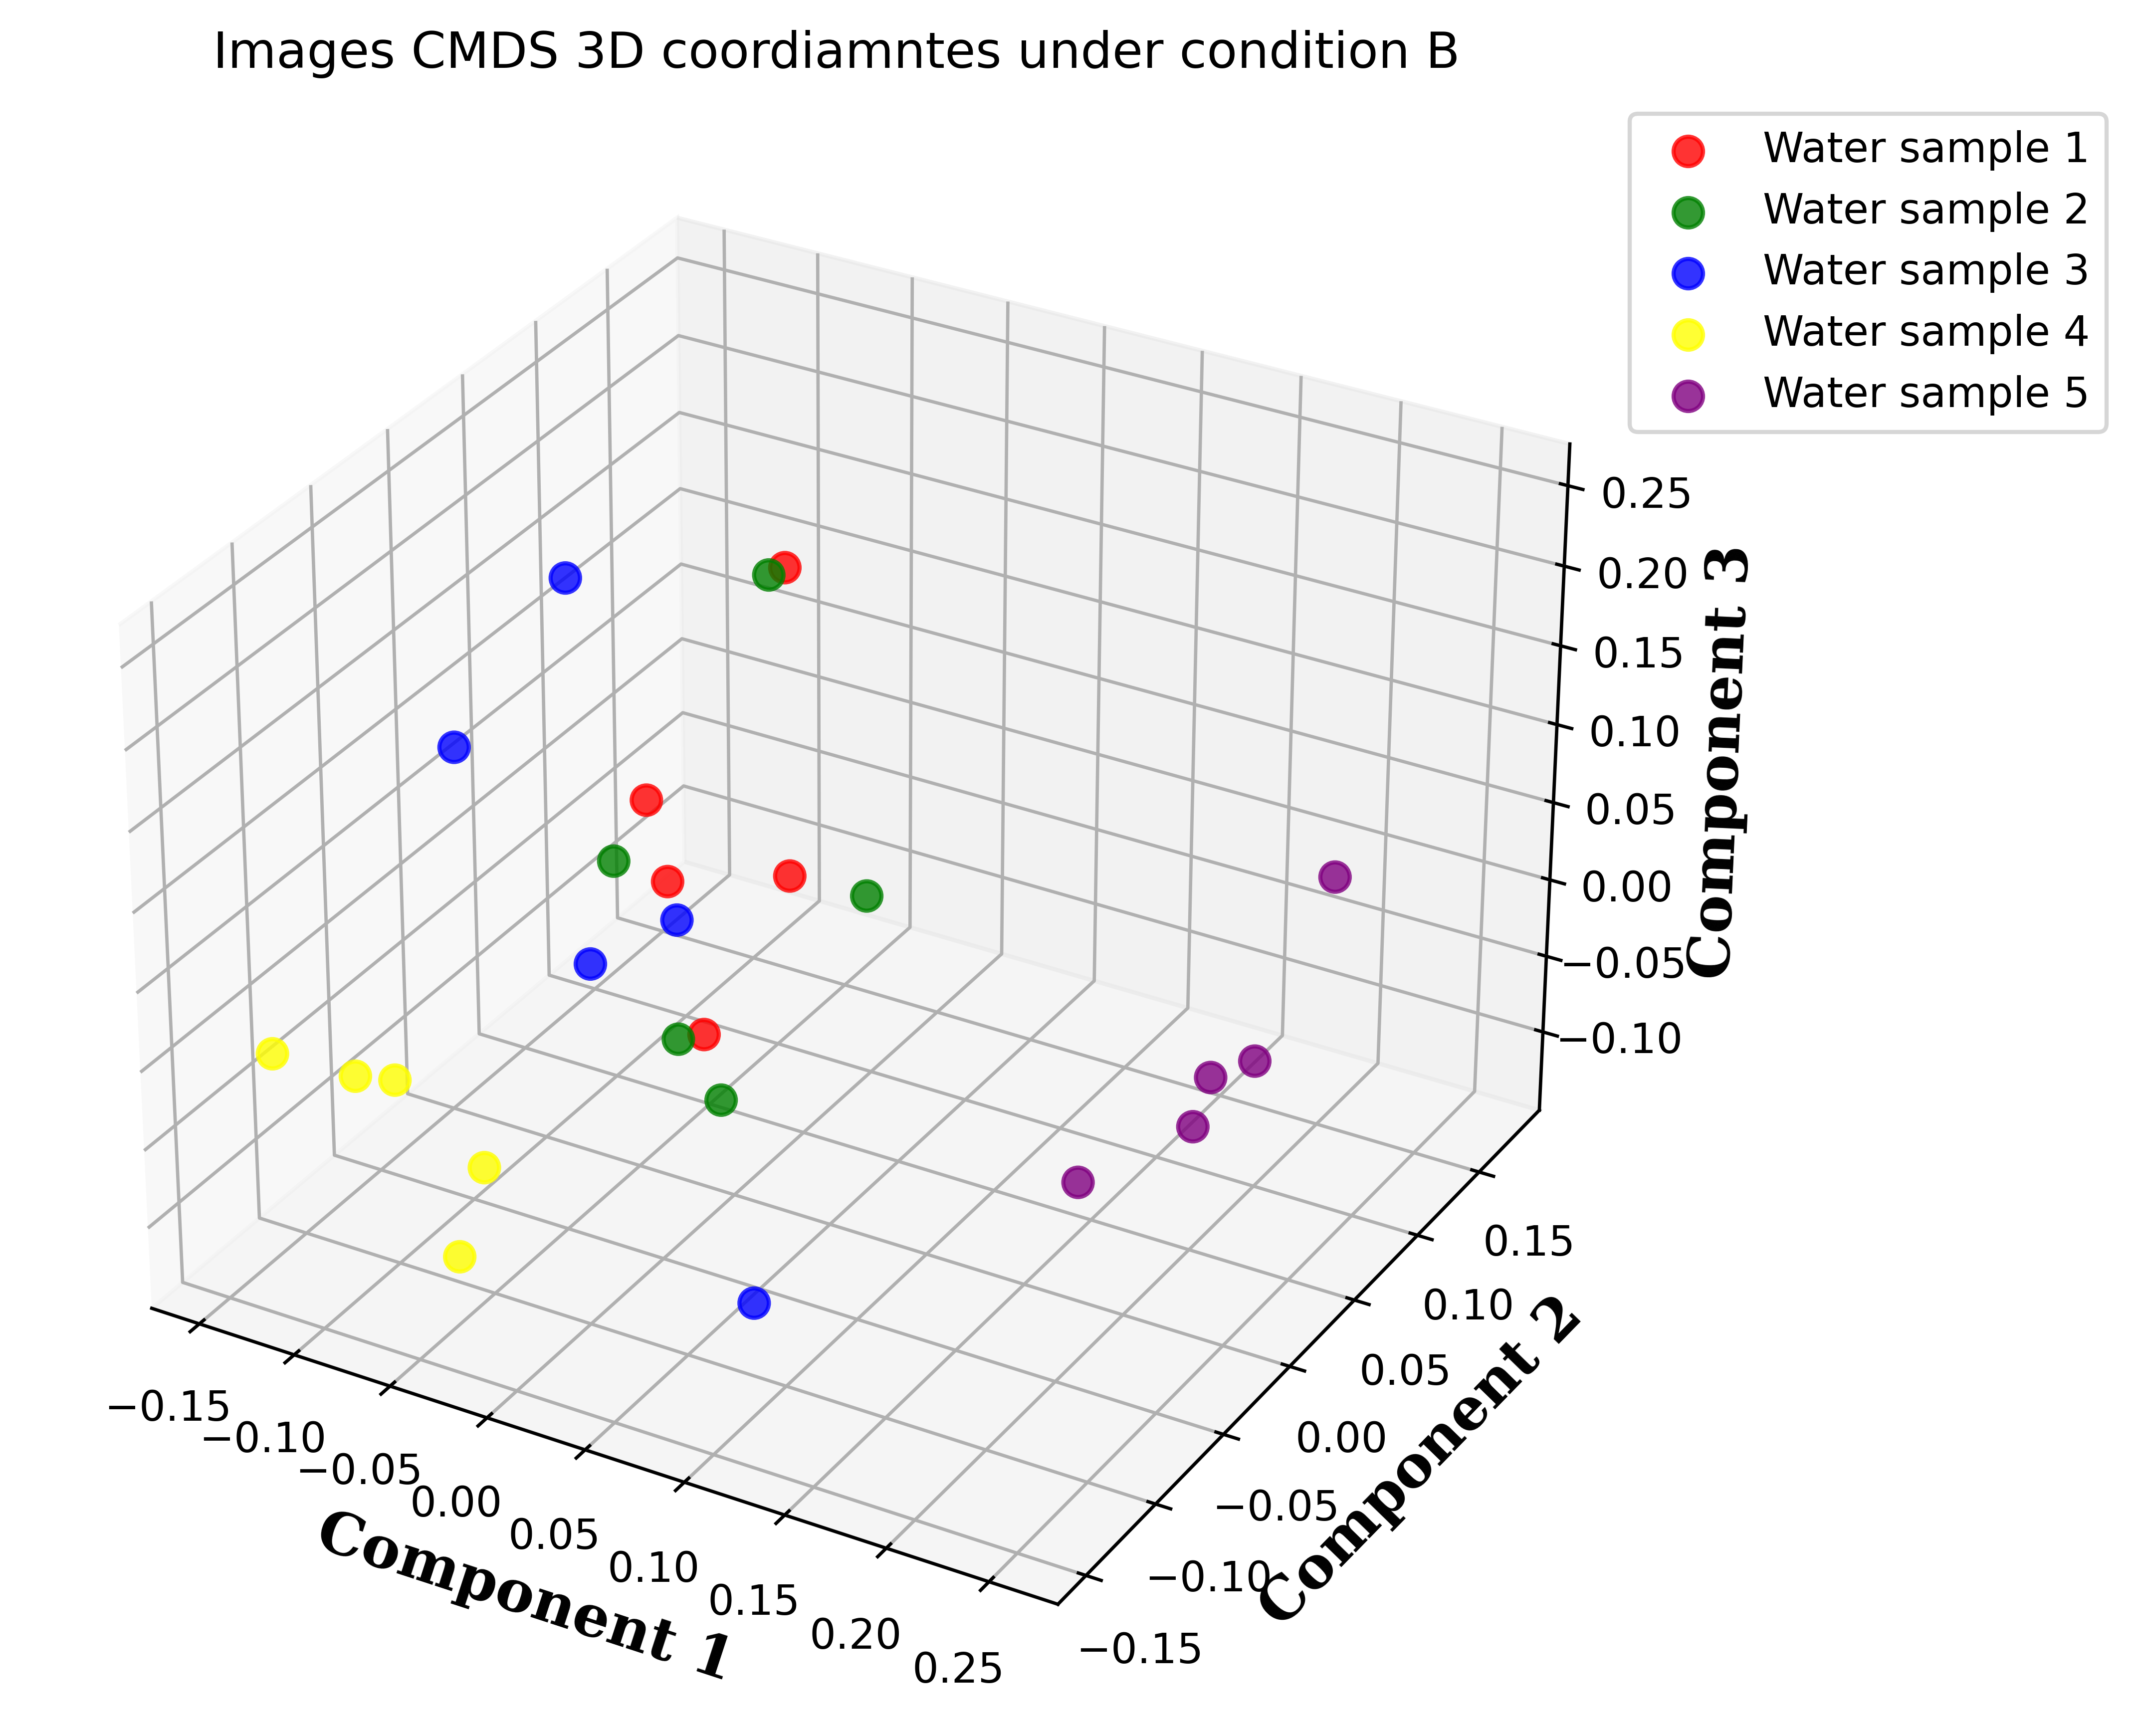 Images CMDS 3D coordiamntes under condition B
Water sample 1
Water sample 2
Water sample 3
Water sample 4
Water sample 5
0.25
0.20
0.15
0.10
0.05
0.00
−0.05
−0.10
Component 3
0.15
0.10
0.05
0.00
−0.05
−0.10
−0.15
Component 2
−0.15
−0.10
−0.05
0.00
0.05
0.10
0.15
0.20
0.25
Component 1